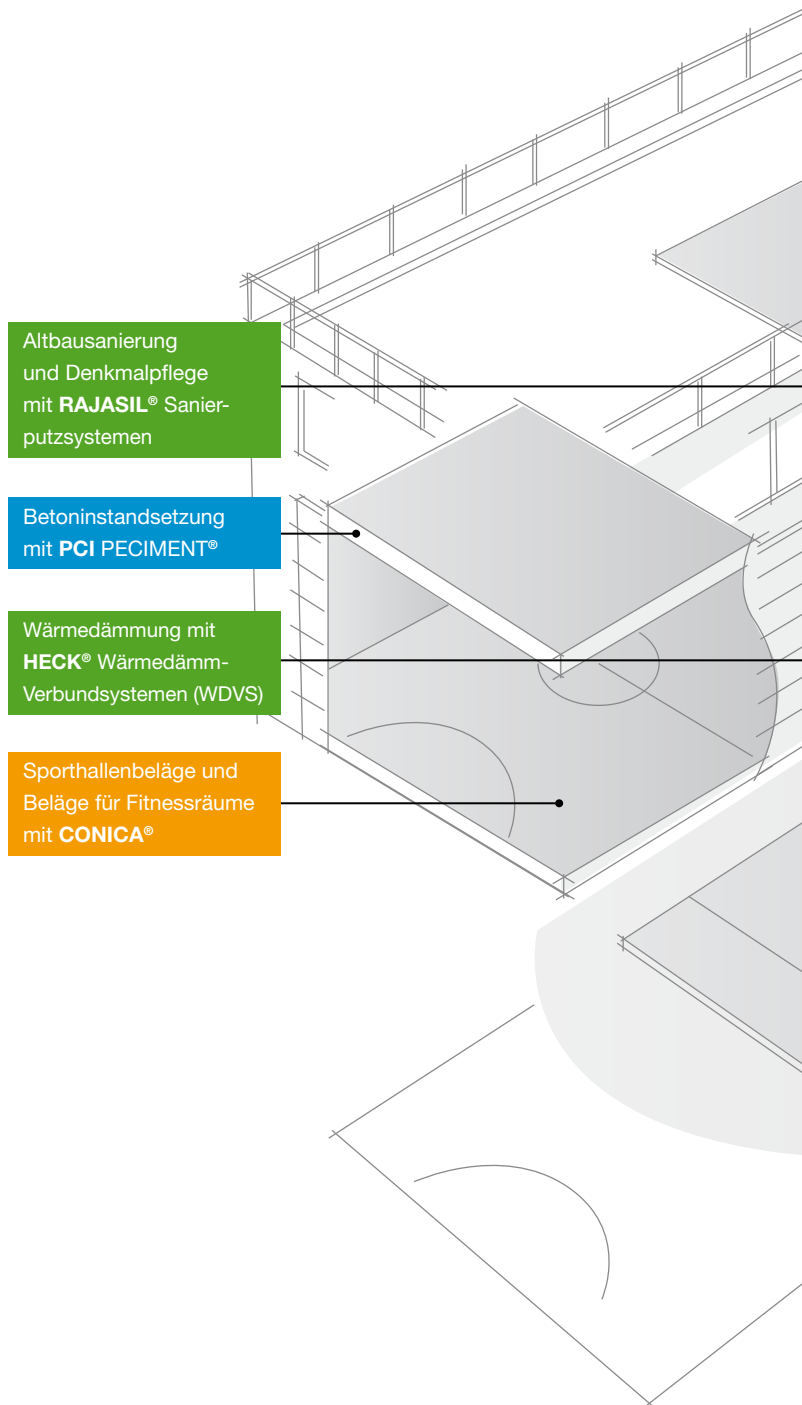 Altbausanierung
und Denkmalpflege
mit RAJASIL® Sanier-
putzsystemen
Betoninstandsetzung
mit PCI PECIMENT®
Wärmedämmung mit
HECK® Wärmedämm-
Verbundsystemen (WDVS)
Sporthallenbeläge und
Beläge für Fitnessräume
mit CONICA®